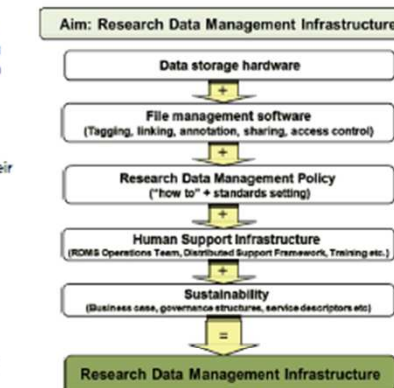 Aim: Research Data Management Infrastructure
Data storage hardware
+
File management software
(Tagging, linking, annotation, sharing, access control)
+
Research Data Management Policy
("how to" + standards setting)
+
Human Support Infrastructure
(RDMS Operations Team, Distributed Support Framework, Training etc.)
+
Sustainability
(Business case, governance structures, service descriptors etc)
=
Research Data Management Infrastructure